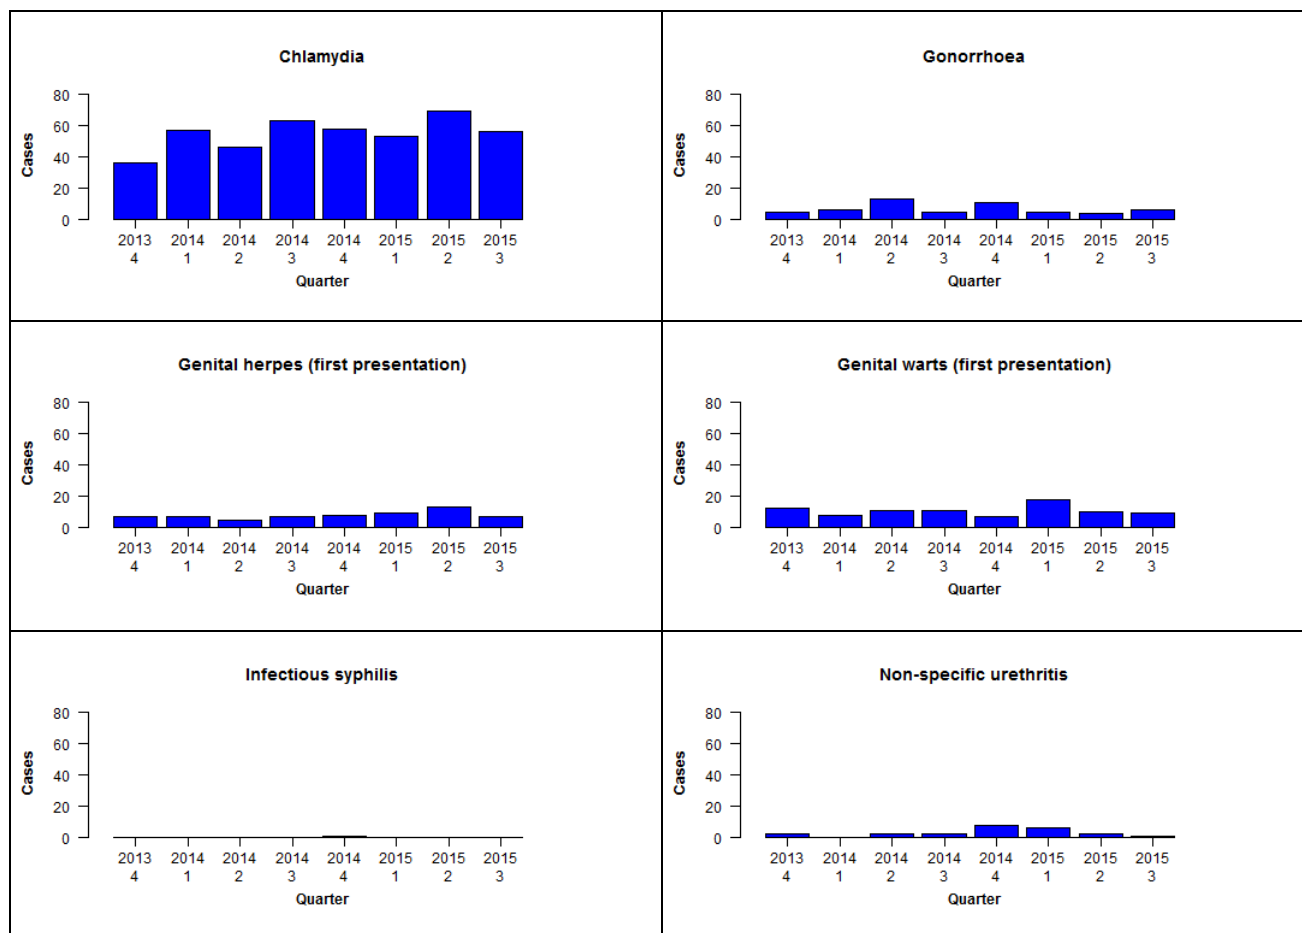 Chlamydia
80
60
40
20
0
Cases
2013 2014 2014 2014 2014 2015 2015 2015
4 1 2 3 4 1 2 3
Quarter
Gonorrhoea
80
60
40
20
0
Cases
2013 2014 2014 2014 2014 2015 2015 2015
4 1 2 3 4 1 2 3
Quarter
Genital herpes (first presentation)
80
60
40
20
0
Cases
2013 2014 2014 2014 2014 2015 2015 2015
4 1 2 3 4 1 2 3
Quarter
Genital warts (first presentation)
80
60
40
20
0
Cases
2013 2014 2014 2014 2014 2015 2015 2015
4 1 2 3 4 1 2 3
Quarter
Infectious syphilis
80
60
40
20
0
Cases
2013 2014 2014 2014 2014 2015 2015 2015
4 1 2 3 4 1 2 3
Quarter
Non-specific urethritis
80
60
40
20
0
Cases
2013 2014 2014 2014 2014 2015 2015 2015
4 1 2 3 4 1 2 3
Quarter